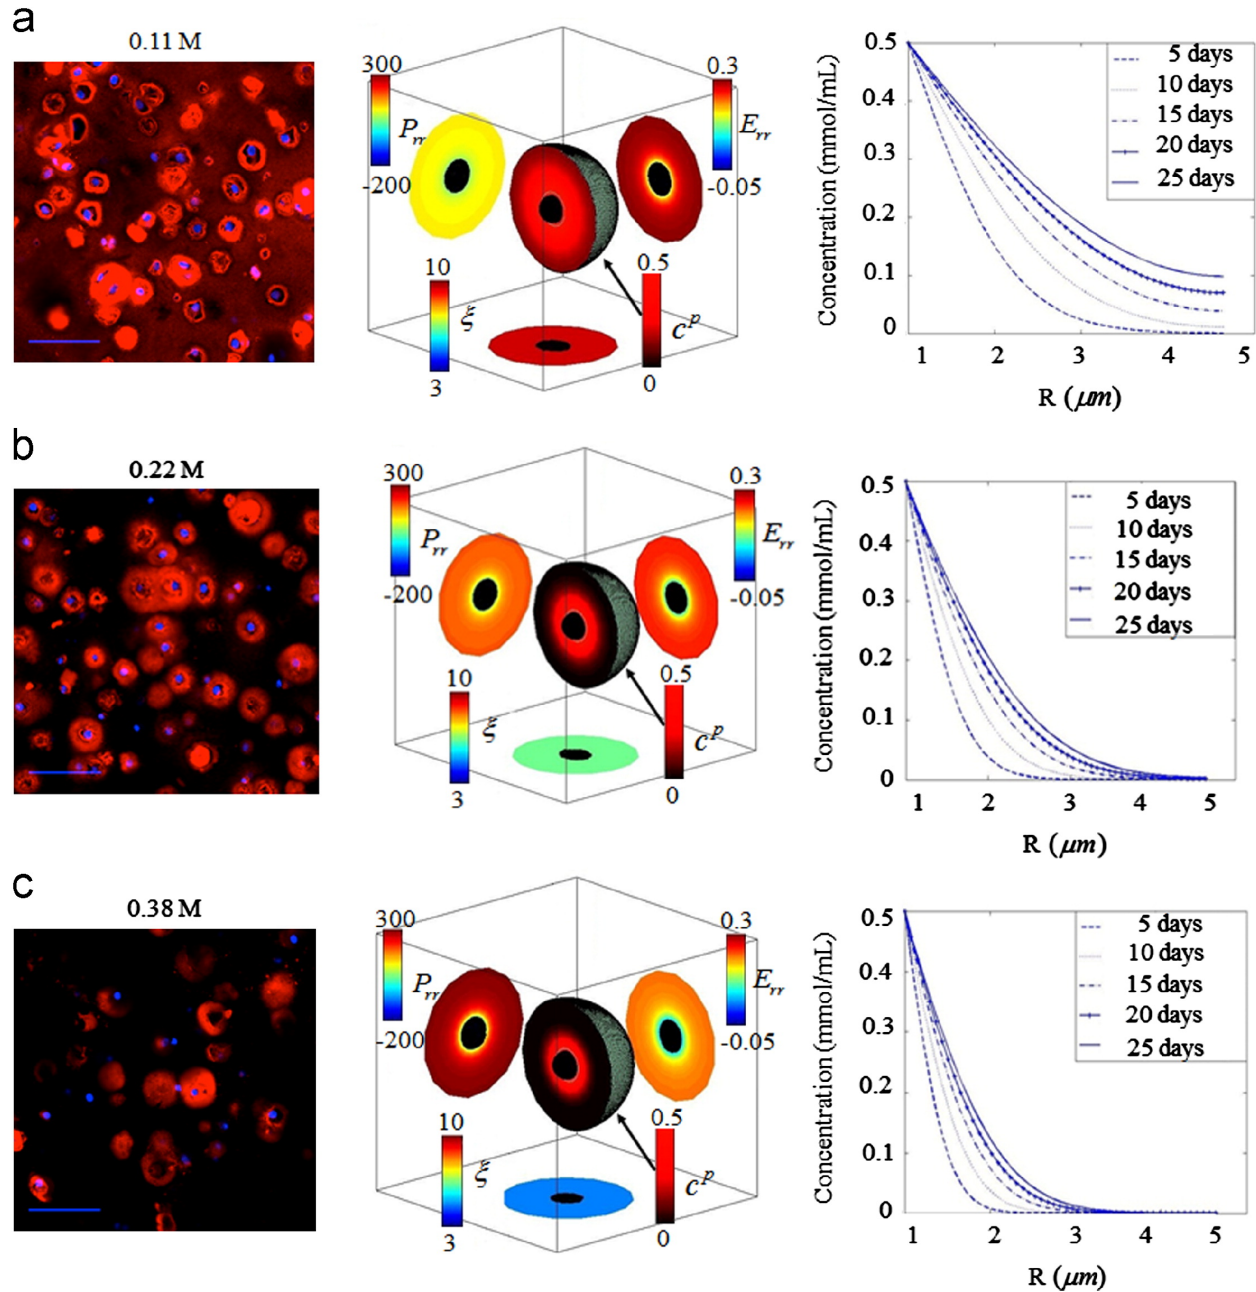 a
0.11 M
300
P_rr
-200
0.3
E_rr
-0.05
10
ξ
3
0.5
c^p
0
Concentration (mmol/mL)
0.5
0.4
0.3
0.2
0.1
0
1 2 3 4 5
R (μm)
5 days
10 days
15 days
20 days
25 days
b
0.22 M
300
P_rr
-200
0.3
E_rr
-0.05
10
ξ
3
0.5
c^p
0
Concentration (mmol/mL)
0.5
0.4
0.3
0.2
0.1
0
1 2 3 4 5
R (μm)
5 days
10 days
15 days
20 days
25 days
c
0.38 M
300
P_rr
-200
0.3
E_rr
-0.05
10
ξ
3
0.5
c^p
0
Concentration (mmol/mL)
0.5
0.4
0.3
0.2
0.1
0
1 2 3 4 5
R (μm)
5 days
10 days
15 days
20 days
25 days